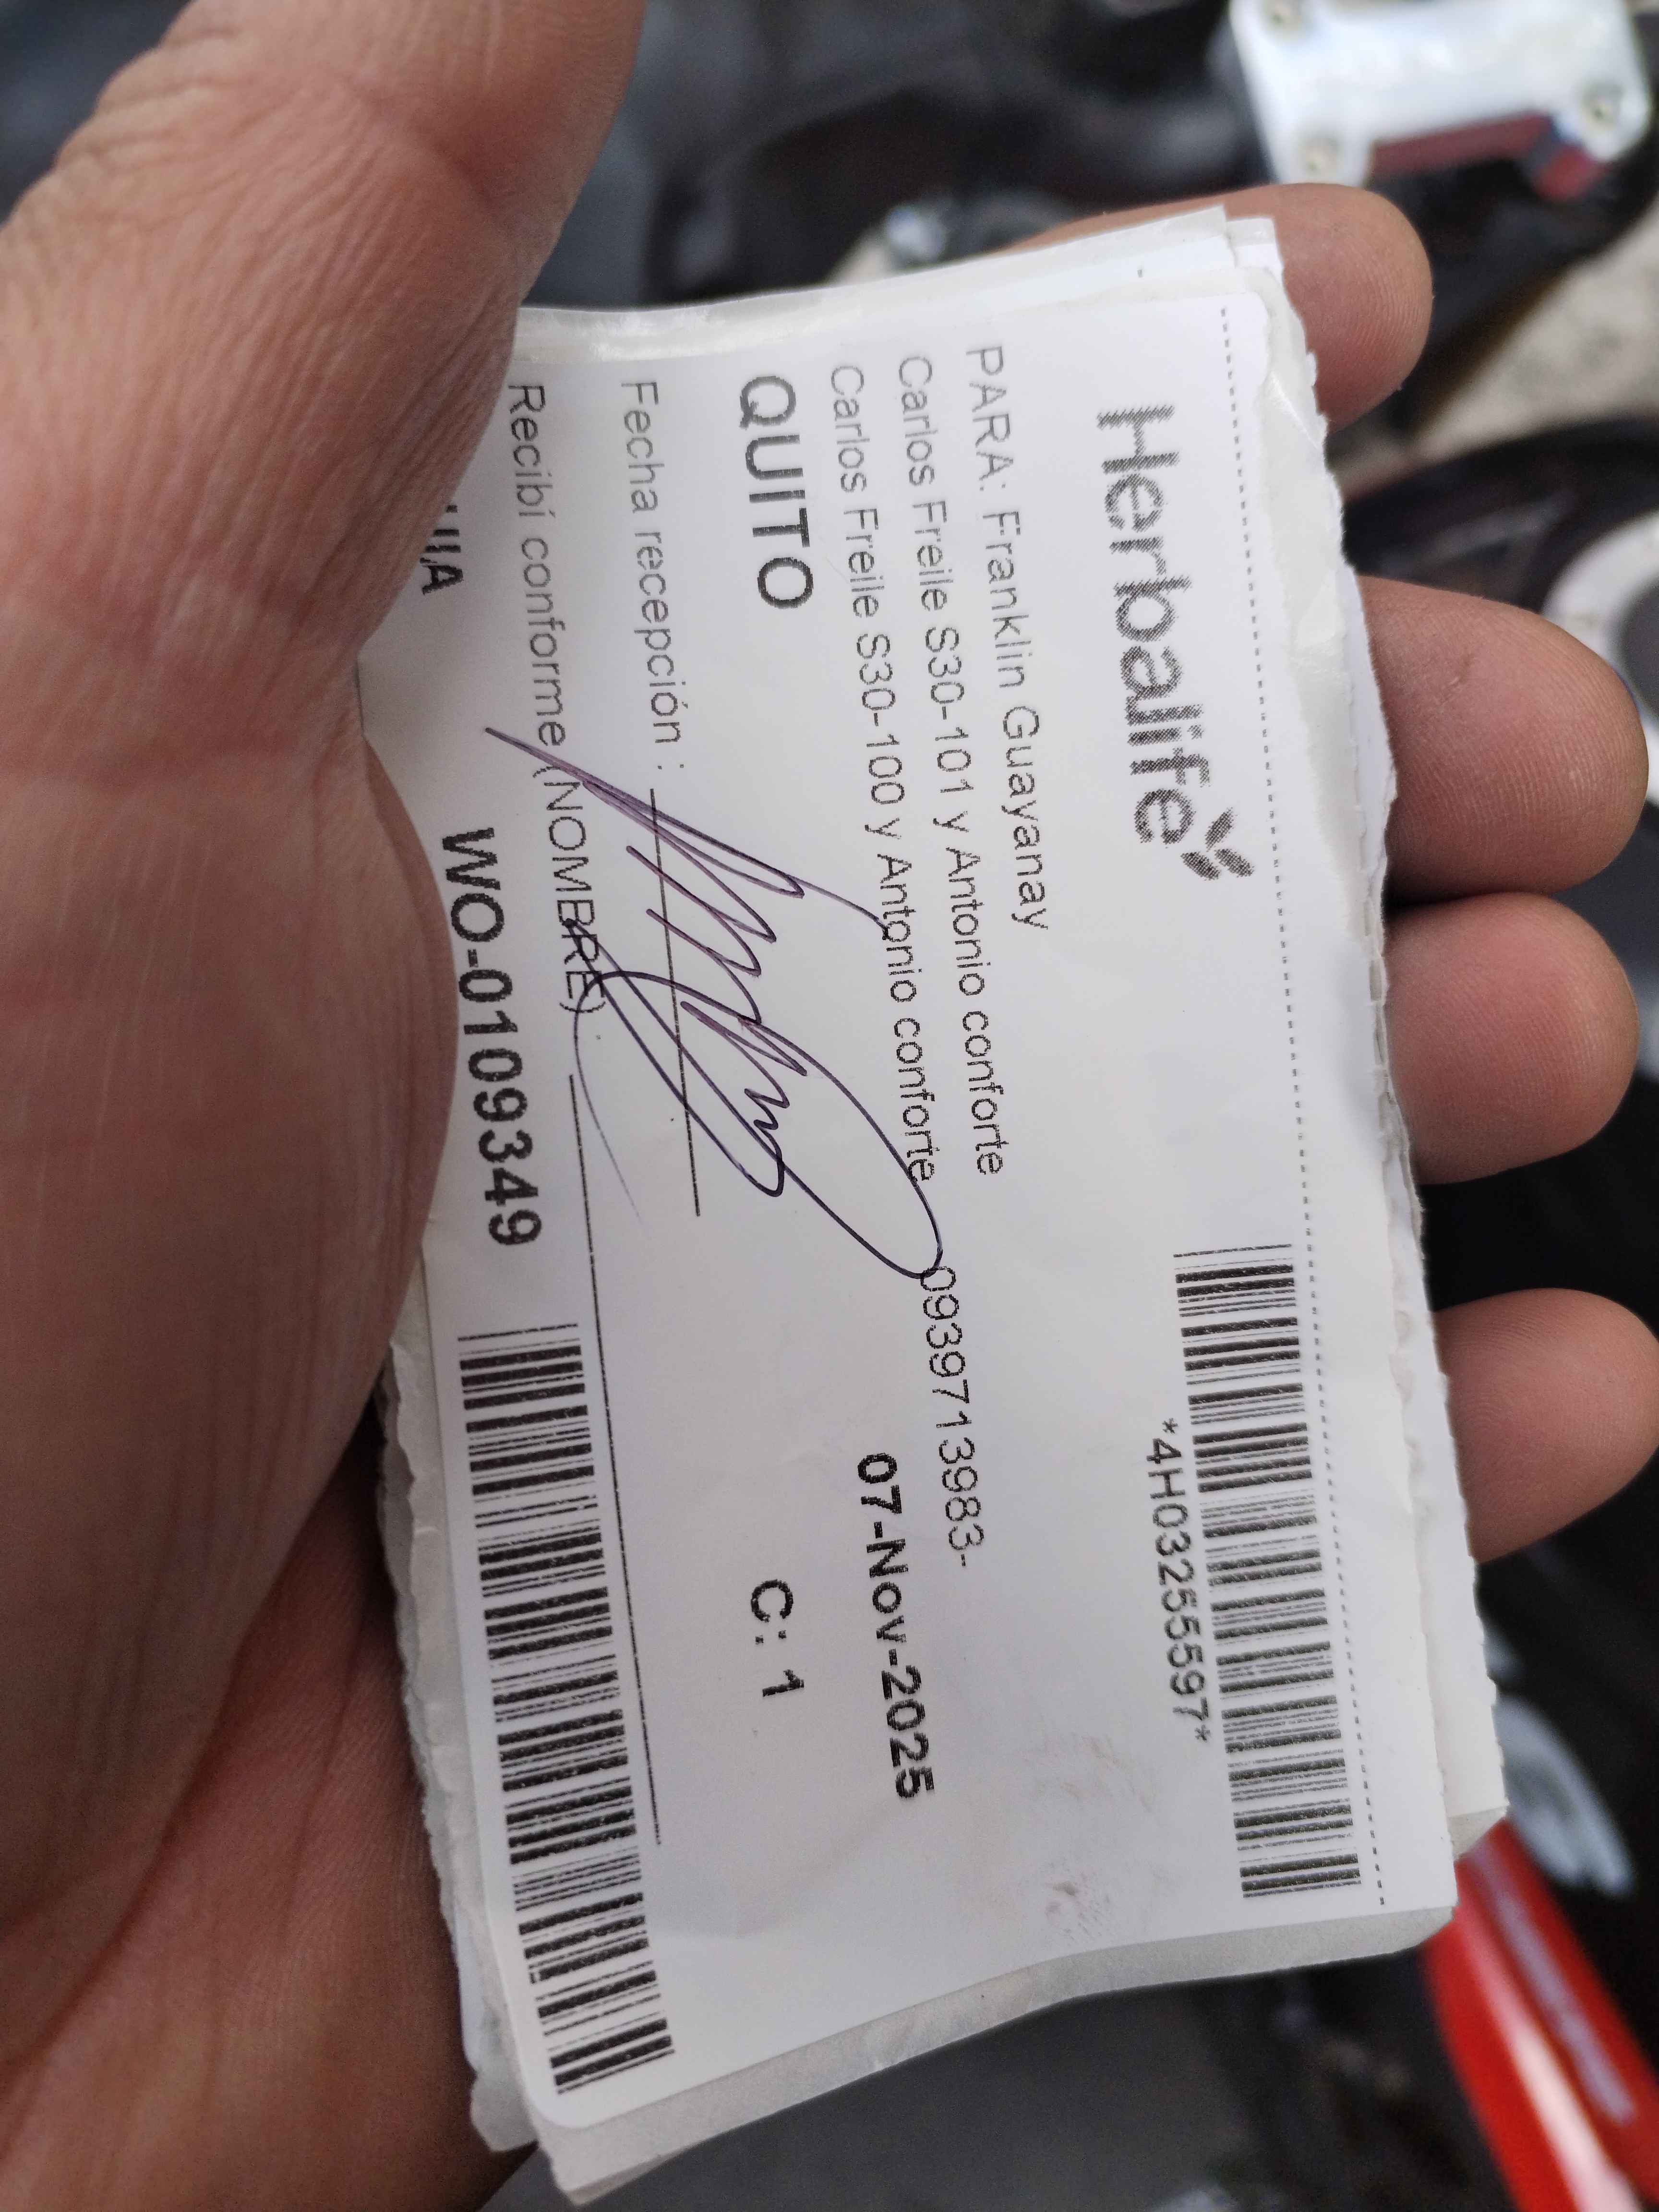 Herbalife
*4H03255597*
PARA: Franklin Guayanay
Carlos Freile S30-101 y Antonio conforte
Carlos Freile S30-100 y Antonio conforte 0939713983-
07-Nov-2025
QUITO
C: 1
Fecha recepción :
Recibí conforme (NOMBRE)
WO-0109349